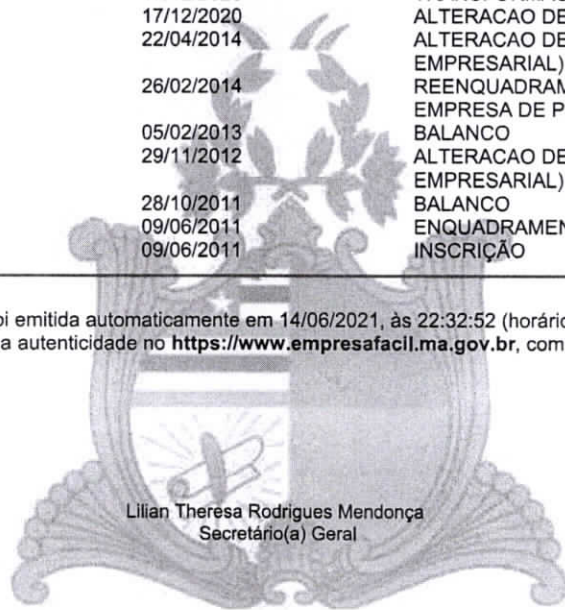 17/12/2020 ALTERACAO DE
22/04/2014 ALTERACAO DE
EMPRESARIAL)
26/02/2014 REENQUADRAM
EMPRESA DE P
05/02/2013 BALANCO
29/11/2012 ALTERACAO DE
EMPRESARIAL)
28/10/2011 BALANCO
09/06/2011 ENQUADRAMEN
09/06/2011 INSCRIÇÃO
oi emitida automaticamente em 14/06/2021, às 22:32:52 (horário
a autenticidade no https://www.empresafacil.ma.gov.br, com
Lilian Theresa Rodrigues Mendonça
Secretário(a) Geral